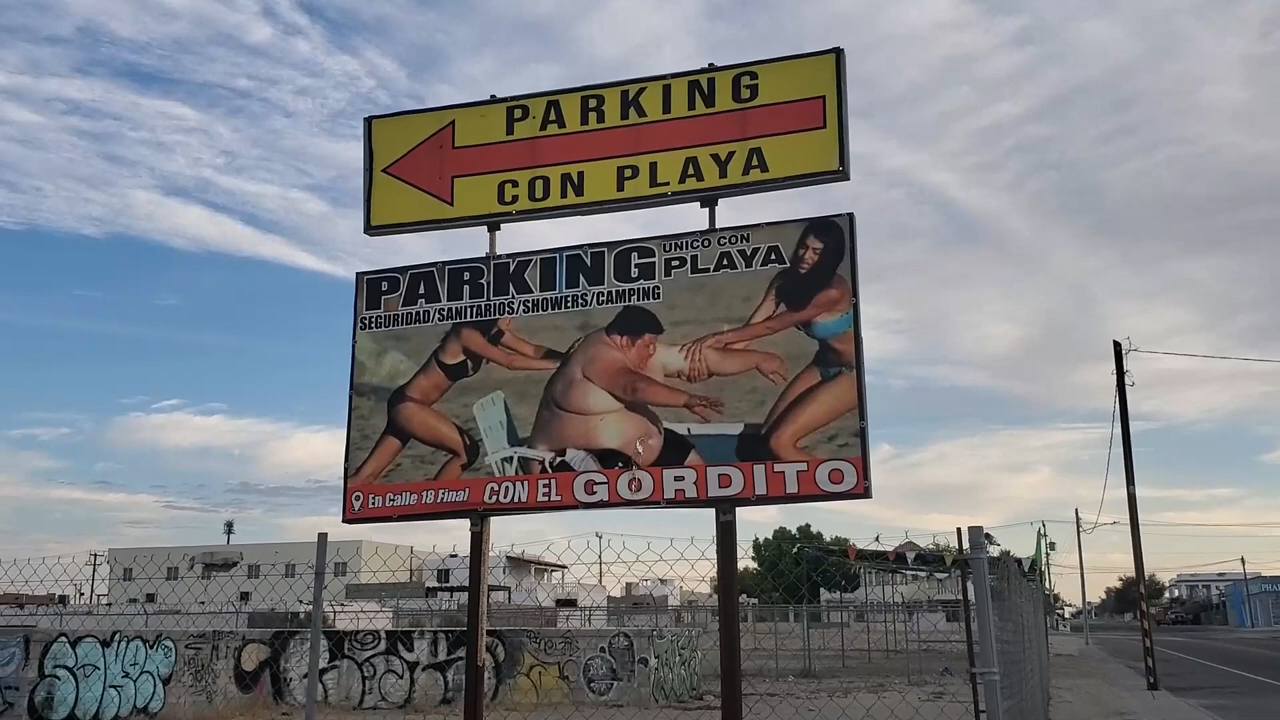 PARKING
CON PLAYA
PARKING UNICO CON PLAYA
SEGURIDAD/SANITARIOS/SHOWERS/CAMPING
En Calle 18 Final CON EL GORDITO